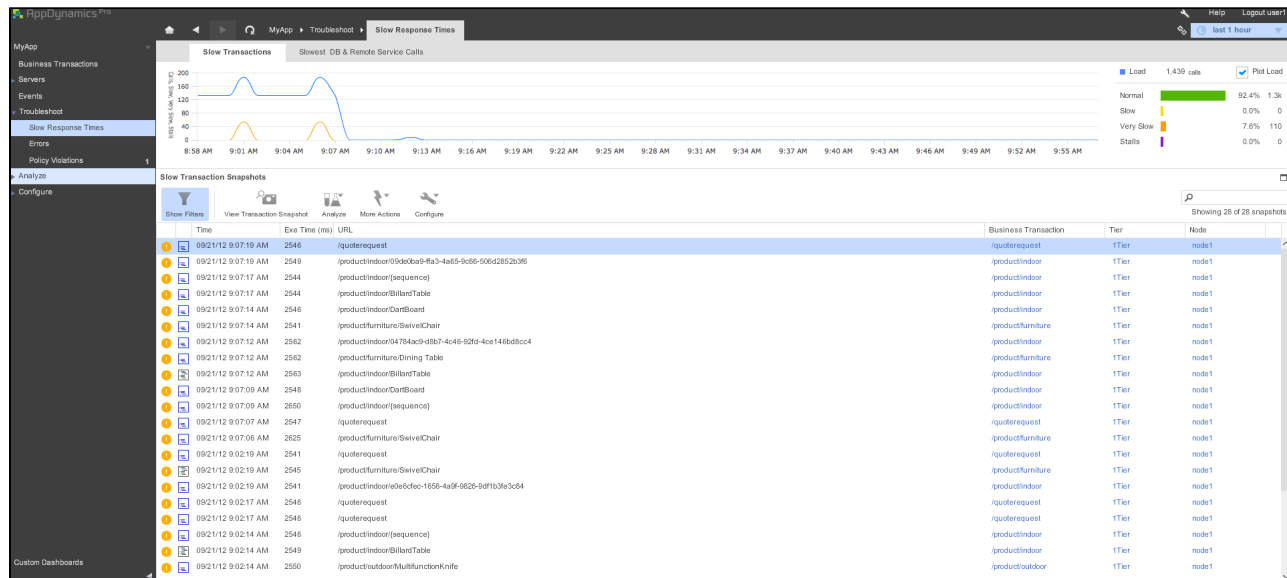 AppDynamics Pro
Help Logout user1
MyApp Troubleshoot Slow Response Times
last 1 hour
MyApp
Business Transactions
Servers
Events
Troubleshoot
Slow Response Times
Errors
Policy Violations 1
Analyze
Configure
Custom Dashboards
Slow Transactions Slowest DB & Remote Service Calls
Calls, Slow, Very Slow, Stalls
200
160
120
80
40
0
8:58 AM 9:01 AM 9:04 AM 9:07 AM 9:10 AM 9:13 AM 9:16 AM 9:19 AM 9:22 AM 9:25 AM 9:28 AM 9:31 AM 9:34 AM 9:37 AM 9:40 AM 9:43 AM 9:46 AM 9:49 AM 9:52 AM 9:55 AM
Load 1,439 calls Plot Load
Normal 92.4% 1.3k
Slow 0.0% 0
Very Slow 7.6% 110
Stalls 0.0% 0
Slow Transaction Snapshots
Show Filters View Transaction Snapshot Analyze More Actions Configure
Showing 28 of 28 snapshots
Time Exe Time (ms) URL Business Transaction Tier Node
09/21/12 9:07:19 AM 2546 /quoterequest /quoterequest 1Tier node1
09/21/12 9:07:19 AM 2549 /product/indoor/09de0ba9-ffa3-4a65-9c66-506d2852b3f6 /product/indoor 1Tier node1
09/21/12 9:07:17 AM 2544 /product/indoor/{sequence} /product/indoor 1Tier node1
09/21/12 9:07:17 AM 2544 /product/indoor/BillardTable /product/indoor 1Tier node1
09/21/12 9:07:14 AM 2546 /product/indoor/DartBoard /product/indoor 1Tier node1
09/21/12 9:07:14 AM 2541 /product/furniture/SwivelChair /product/furniture 1Tier node1
09/21/12 9:07:12 AM 2562 /product/indoor/04784ac9-d8b7-4c46-92fd-4ce146bd8cc4 /product/indoor 1Tier node1
09/21/12 9:07:12 AM 2562 /product/furniture/Dining Table /product/furniture 1Tier node1
09/21/12 9:07:12 AM 2563 /product/indoor/BillardTable /product/indoor 1Tier node1
09/21/12 9:07:09 AM 2548 /product/indoor/DartBoard /product/indoor 1Tier node1
09/21/12 9:07:09 AM 2650 /product/indoor/{sequence} /product/indoor 1Tier node1
09/21/12 9:07:07 AM 2547 /quoterequest /quoterequest 1Tier node1
09/21/12 9:07:06 AM 2625 /product/furniture/SwivelChair /product/furniture 1Tier node1
09/21/12 9:02:19 AM 2541 /quoterequest /quoterequest 1Tier node1
09/21/12 9:02:19 AM 2545 /product/furniture/SwivelChair /product/furniture 1Tier node1
09/21/12 9:02:19 AM 2541 /product/indoor/e0e6cfec-1658-4a9f-9826-9df1b3fe3c84 /product/indoor 1Tier node1
09/21/12 9:02:17 AM 2546 /quoterequest /quoterequest 1Tier node1
09/21/12 9:02:17 AM 2546 /quoterequest /quoterequest 1Tier node1
09/21/12 9:02:14 AM 2546 /product/indoor/{sequence} /product/indoor 1Tier node1
09/21/12 9:02:14 AM 2549 /product/indoor/BillardTable /product/indoor 1Tier node1
09/21/12 9:02:14 AM 2550 /product/outdoor/MultifunctionKnife /product/outdoor 1Tier node1